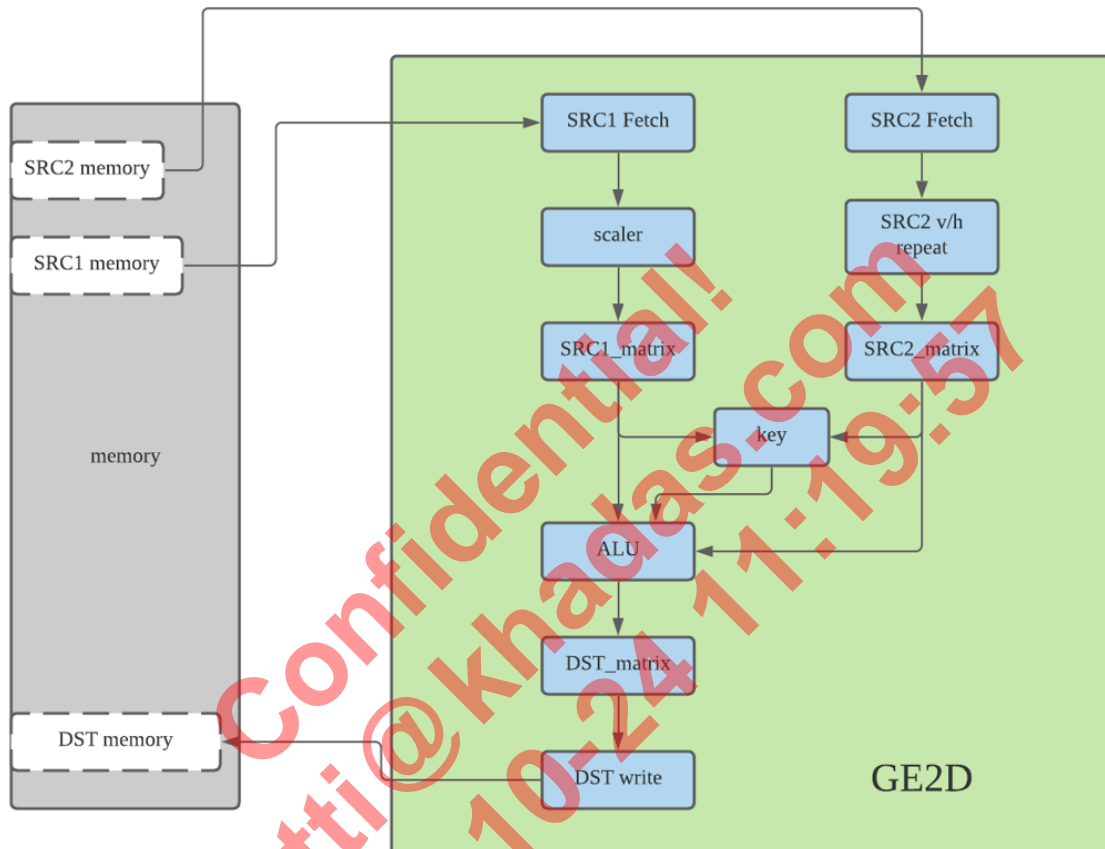 SRC1 Fetch
SRC2 Fetch
SRC2 memory
SRC2 v/h
repeat
scaler
SRC1 memory
SRC1_matrix
SRC2_matrix
key
memory
ALU
DST_matrix
DST memory
DST write
GE2D
Confidential!
tti@khadas.com
10-24 11:19:57